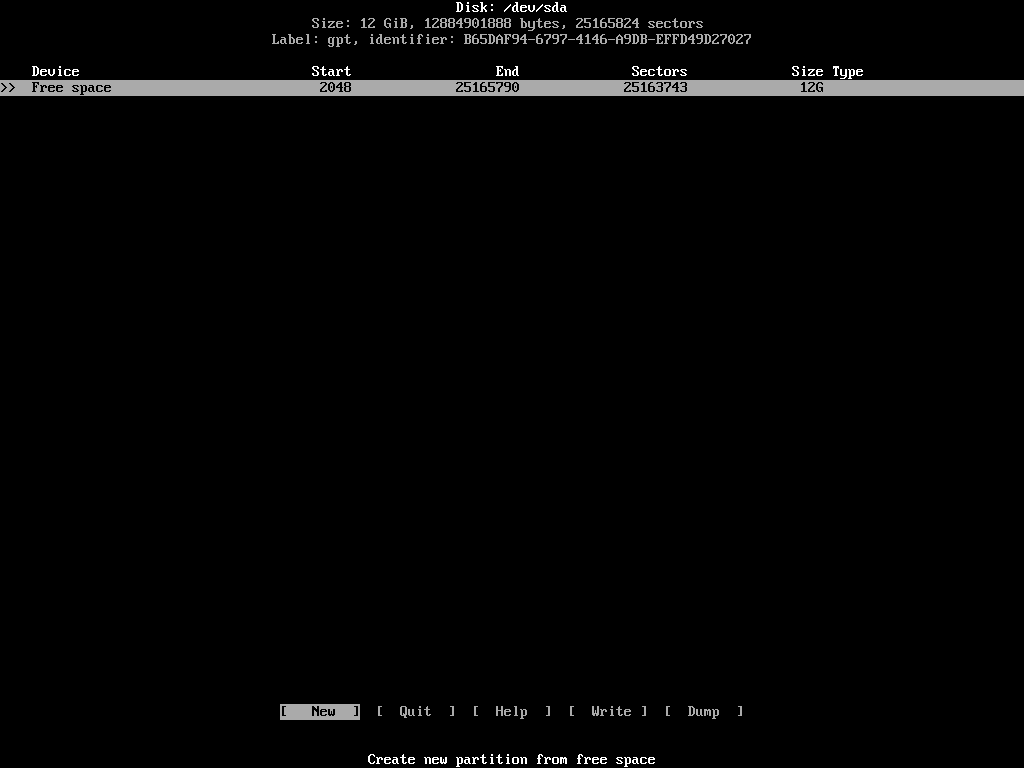 Disk: /dev/sda
Size: 12 GiB, 12884901888 bytes, 25165824 sectors
Label: gpt, identifier: B65DAF94-6797-4146-A9DB-EFFD49D27027
Device Start End Sectors Size Type
>> Free space 2048 25165790 25163743 12G
[ New ] [ Quit ] [ Help ] [ Write ] [ Dump ]
Create new partition from free space